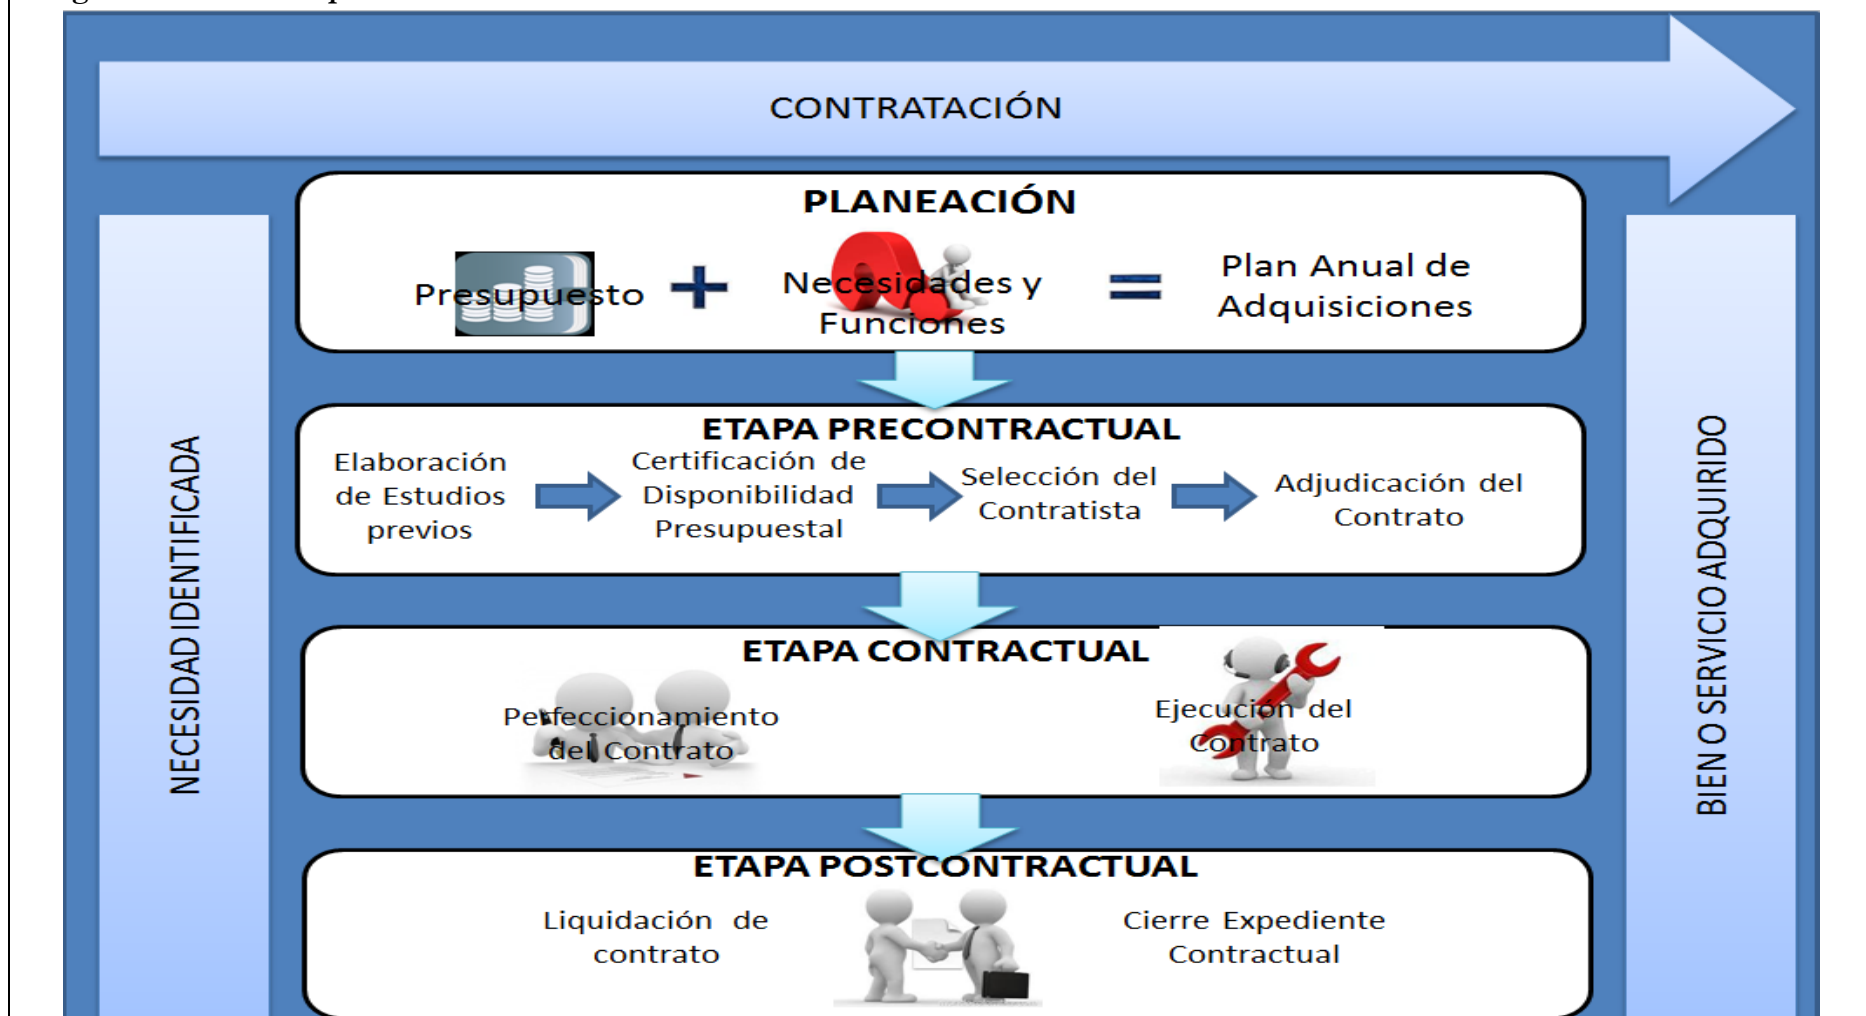 CONTRATACIÓN
PLANEACIÓN
Presupuesto
Necesidades y
Funciones
Plan Anual de
Adquisiciones
NECESIDAD IDENTIFICADA
ETAPA PRECONTRACTUAL
Elaboración
de Estudios
previos
Certificación de
Disponibilidad
Presupuestal
Selección del
Contratista
Adjudicación del
Contrato
ETAPA CONTRACTUAL
Perfeccionamiento
del Contrato
Ejecución del
Contrato
ETAPA POSTCONTRACTUAL
Liquidación de
contrato
Cierre Expediente
Contractual
BIEN O SERVICIO ADQUIRIDO